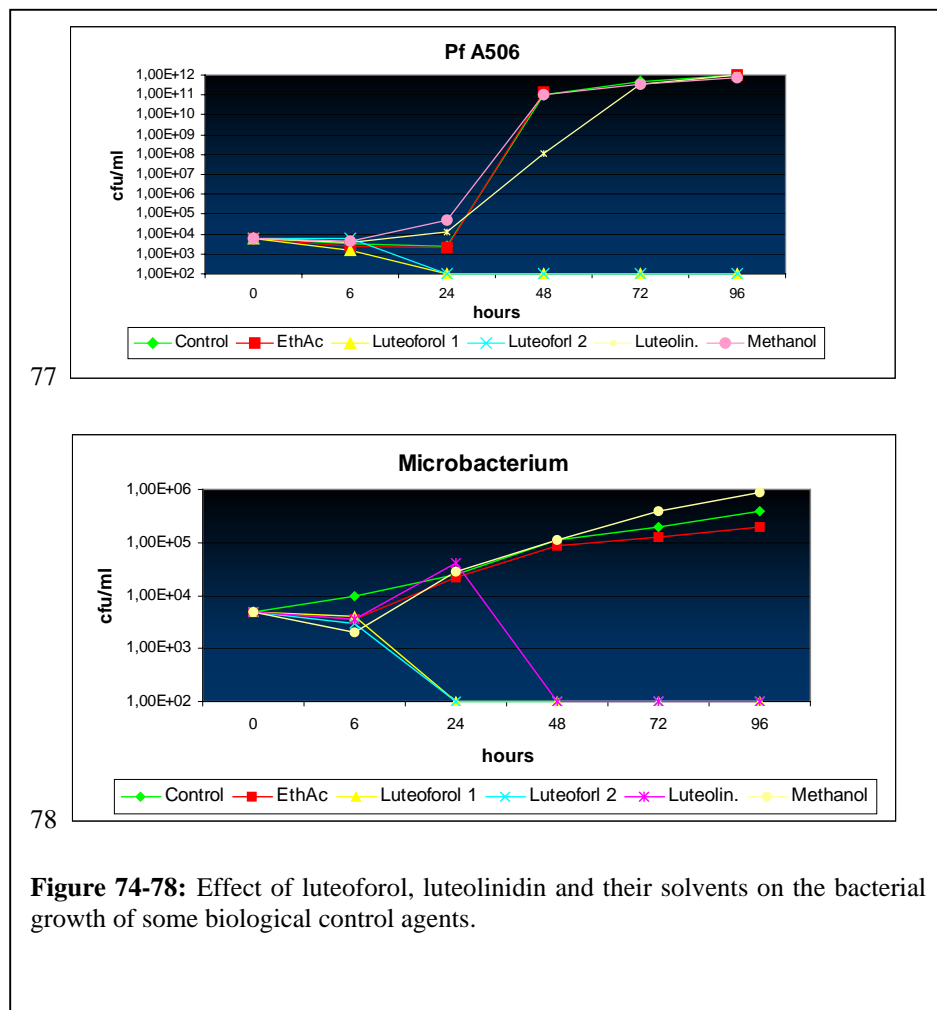 Pf A506
1,00E+12
1,00E+11
1,00E+10
1,00E+09
1,00E+08
1,00E+07
1,00E+06
1,00E+05
1,00E+04
1,00E+03
1,00E+02
cfu/ml
0 6 24 48 72 96
hours
Control EthAc Luteoforol 1 Luteoforl 2 Luteolin. Methanol
77
Microbacterium
1,00E+06
1,00E+05
1,00E+04
1,00E+03
1,00E+02
cfu/ml
0 6 24 48 72 96
hours
Control EthAc Luteoforol 1 Luteoforl 2 Luteolin. Methanol
78
Figure 74-78: Effect of luteoforol, luteolinidin and their solvents on the bacterial
growth of some biological control agents.